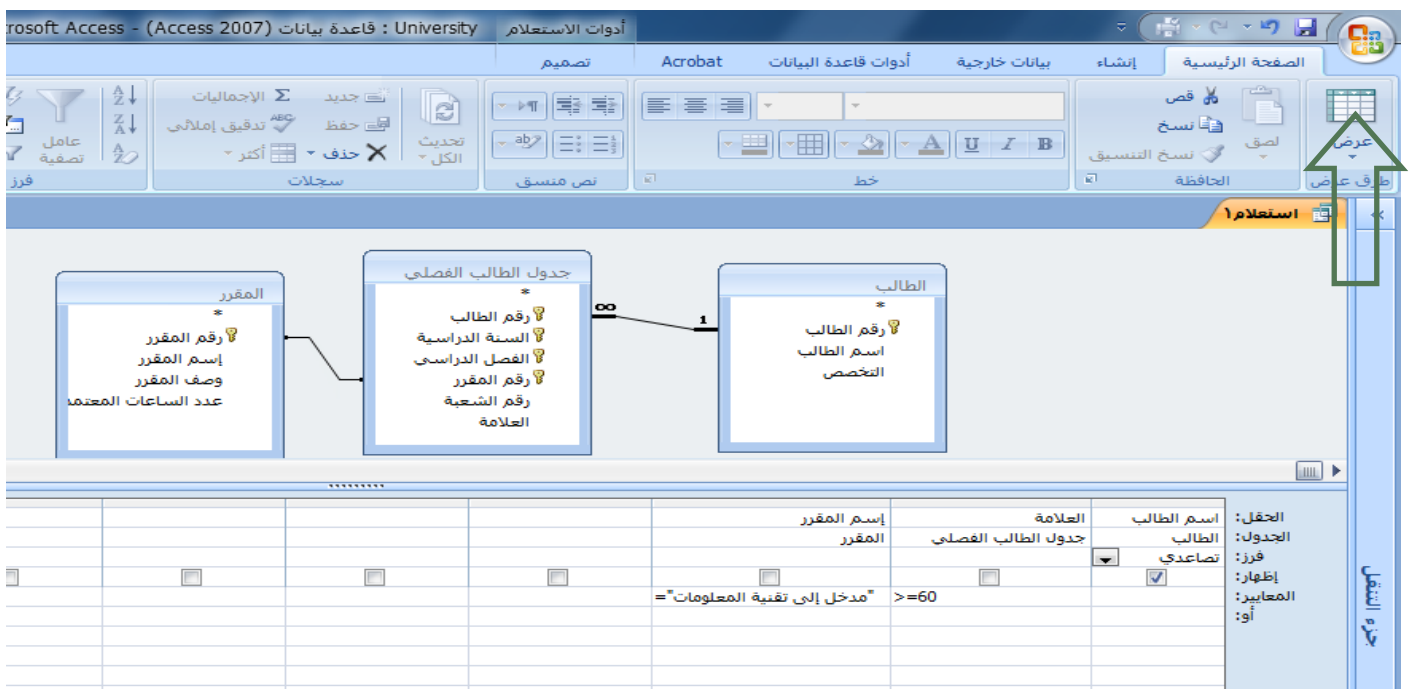 أدوات الاستعلام University : قاعدة بيانات (Access 2007) - rosoft Access
الصفحة الرئيسية إنشاء بيانات خارجية أدوات قاعدة البيانات Acrobat تصميم
عرض
طرق عرض
لصق
قص
نسخ
نسخ التنسيق
الحافظة
B I U A
خط
ab
نص منسق
تحديث الكل
جديد
حفظ
حذف
Σ الإجماليات
ABC تدقيق إملائي
أكثر
سجلات
عامل تصفية
فرز
استعلام١
الطالب
*
رقم الطالب
اسم الطالب
التخصص
1 ∞
جدول الطالب الفصلي
*
رقم الطالب
السنة الدراسية
الفصل الدراسي
رقم المقرر
رقم الشعبة
العلامة
المقرر
*
رقم المقرر
إسم المقرر
وصف المقرر
عدد الساعات المعتمد
الحقل: اسم الطالب العلامة إسم المقرر
الجدول: الطالب جدول الطالب الفصلي المقرر
فرز: تصاعدي
إظهار:
المعايير: >=60 ="مدخل إلى تقنية المعلومات"
أو:
جزء التنقل